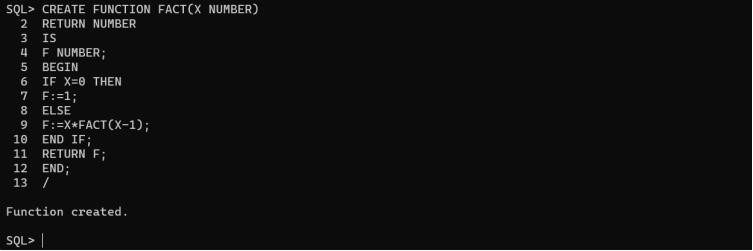 SQL> CREATE FUNCTION FACT(X NUMBER)
  2  RETURN NUMBER
  3  IS
  4  F NUMBER;
  5  BEGIN
  6  IF X=0 THEN
  7  F:=1;
  8  ELSE
  9  F:=X*FACT(X-1);
 10  END IF;
 11  RETURN F;
 12  END;
 13  /
Function created.
SQL>